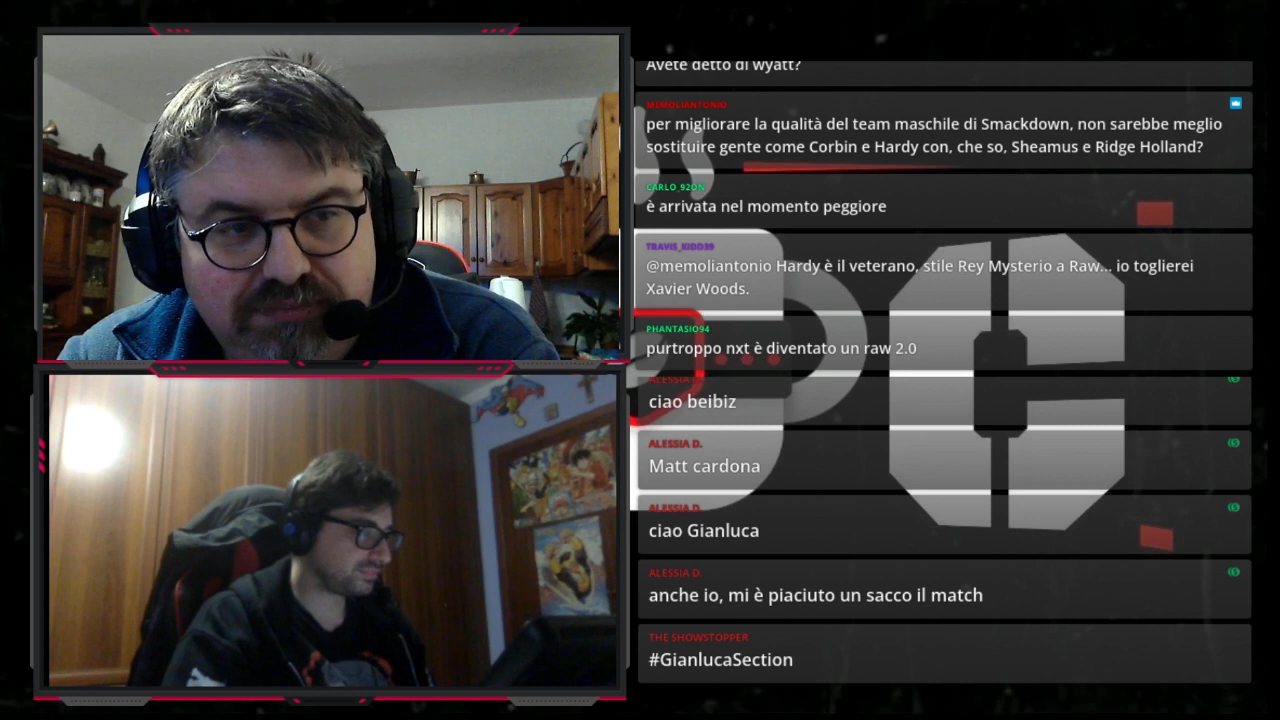 Avete detto di wyatt?
MEMOLIANTONIO
per migliorare la qualità del team maschile di Smackdown, non sarebbe meglio
sostituire gente come Corbin e Hardy con, che so, Sheamus e Ridge Holland?
CARLO_92ON
è arrivata nel momento peggiore
TRAVIS_KIDD39
@memoliantonio Hardy è il veterano, stile Rey Mysterio a Raw... io toglierei
Xavier Woods.
PHANTASIO94
purtroppo nxt è diventato un raw 2.0
ALESSIA D.
ciao beibiz
ALESSIA D.
Matt cardona
ALESSIA D.
ciao Gianluca
ALESSIA D.
anche io, mi è piaciuto un sacco il match
THE SHOWSTOPPER
#GianlucaSection